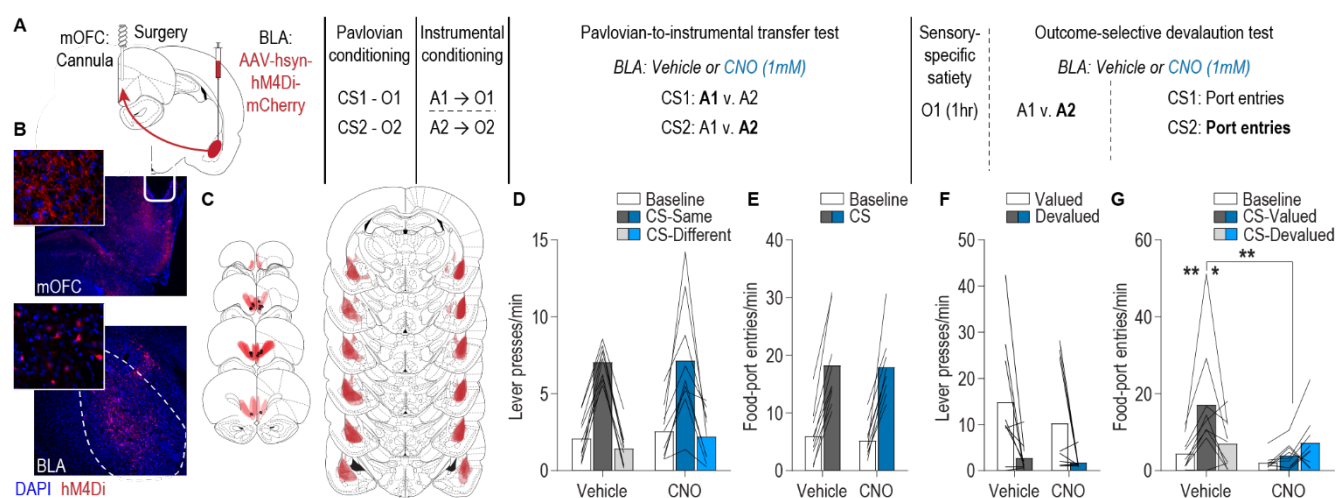 A
mOFC:
Cannula
Surgery
BLA:
AAV-hsyn-
hM4Di-
mCherry
Pavlovian
conditioning
CS1 - O1
CS2 - O2
Instrumental
conditioning
A1 → O1
A2 → O2
Pavlovian-to-instrumental transfer test
BLA: Vehicle or CNO (1mM)
CS1: A1 v. A2
CS2: A1 v. A2
Sensory-
specific
satiety
O1 (1hr)
Outcome-selective devalaution test
BLA: Vehicle or CNO (1mM)
A1 v. A2
CS1: Port entries
CS2: Port entries
B
mOFC
BLA
DAPI hM4Di
C
D
Baseline
CS-Same
CS-Different
Lever presses/min
15
10
5
0
Vehicle CNO
E
Baseline
CS
Food-port entries/min
40
30
20
10
0
Vehicle CNO
F
Valued
Devalued
Lever presses/min
50
40
30
20
10
0
Vehicle CNO
G
Baseline
CS-Valued
CS-Devalued
Food-port entries/min
60
40
20
0
** *
**
Vehicle CNO